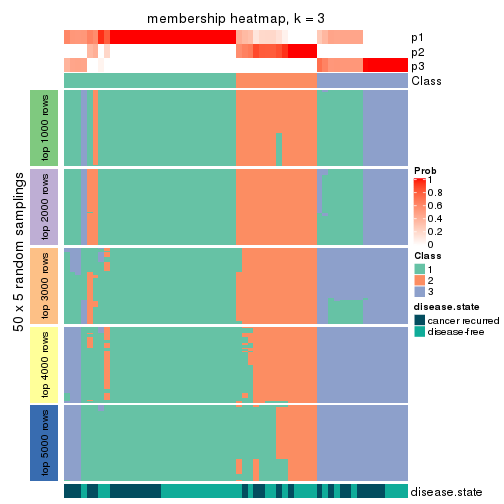 membership heatmap, k = 3
p1
p2
p3
Class
50 x 5 random samplings
top 1000 rows
top 2000 rows
top 3000 rows
top 4000 rows
top 5000 rows
Prob
1
0.8
0.6
0.4
0.2
0
Class
1
2
3
disease.state
cancer recurred
disease-free
disease.state